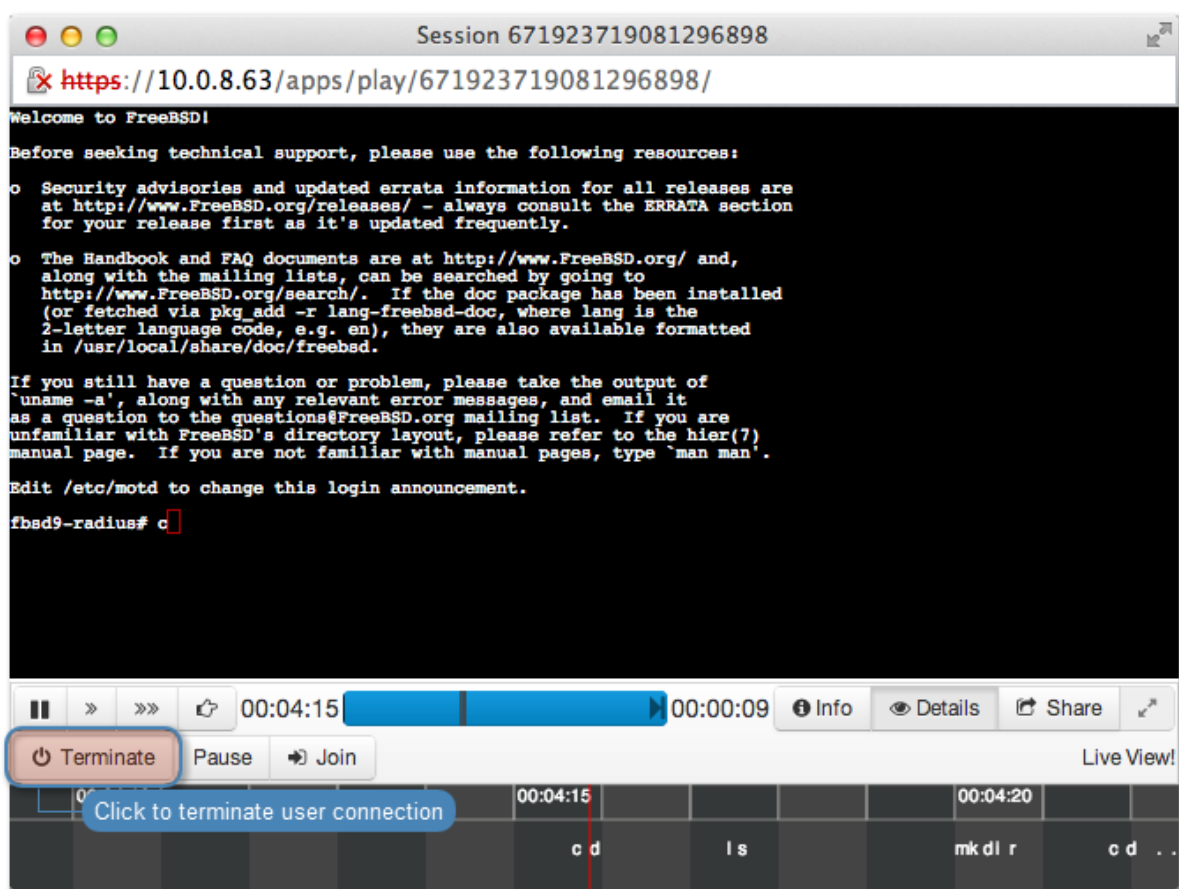 Session 671923719081296898
https://10.0.8.63/apps/play/671923719081296898/
Welcome to FreeBSD!
Before seeking technical support, please use the following resources:
o  Security advisories and updated errata information for all releases are
at http://www.FreeBSD.org/releases/ - always consult the ERRATA section
for your release first as it's updated frequently.
o  The Handbook and FAQ documents are at http://www.FreeBSD.org/ and,
along with the mailing lists, can be searched by going to
http://www.FreeBSD.org/search/.  If the doc package has been installed
(or fetched via pkg_add -r lang-freebsd-doc, where lang is the
2-letter language code, e.g. en), they are also available formatted
in /usr/local/share/doc/freebsd.
If you still have a question or problem, please take the output of
`uname -a', along with any relevant error messages, and email it
as a question to the questions@FreeBSD.org mailing list.  If you are
unfamiliar with FreeBSD's directory layout, please refer to the hier(7)
manual page.  If you are not familiar with manual pages, type `man man'.
Edit /etc/motd to change this login announcement.
fbsd9-radius# c
00:04:15 00:00:09 Info Details Share
Terminate Pause Join Live View!
00:04:15 00:04:20
Click to terminate user connection
cd ls mkdir cd ..